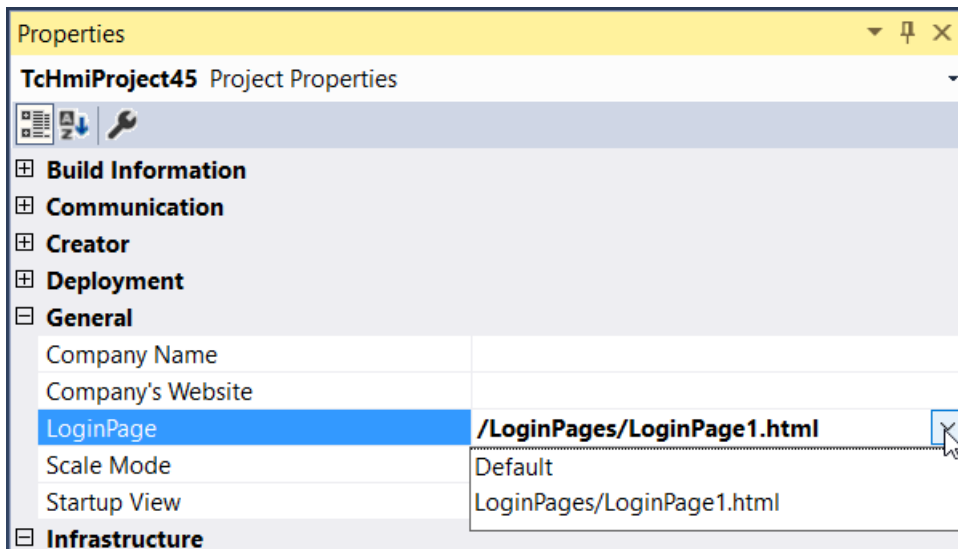 Properties
TcHmiProject45 Project Properties
Build Information
Communication
Creator
Deployment
General
Company Name
Company's Website
LoginPage /LoginPages/LoginPage1.html
Scale Mode Default
Startup View LoginPages/LoginPage1.html
Infrastructure